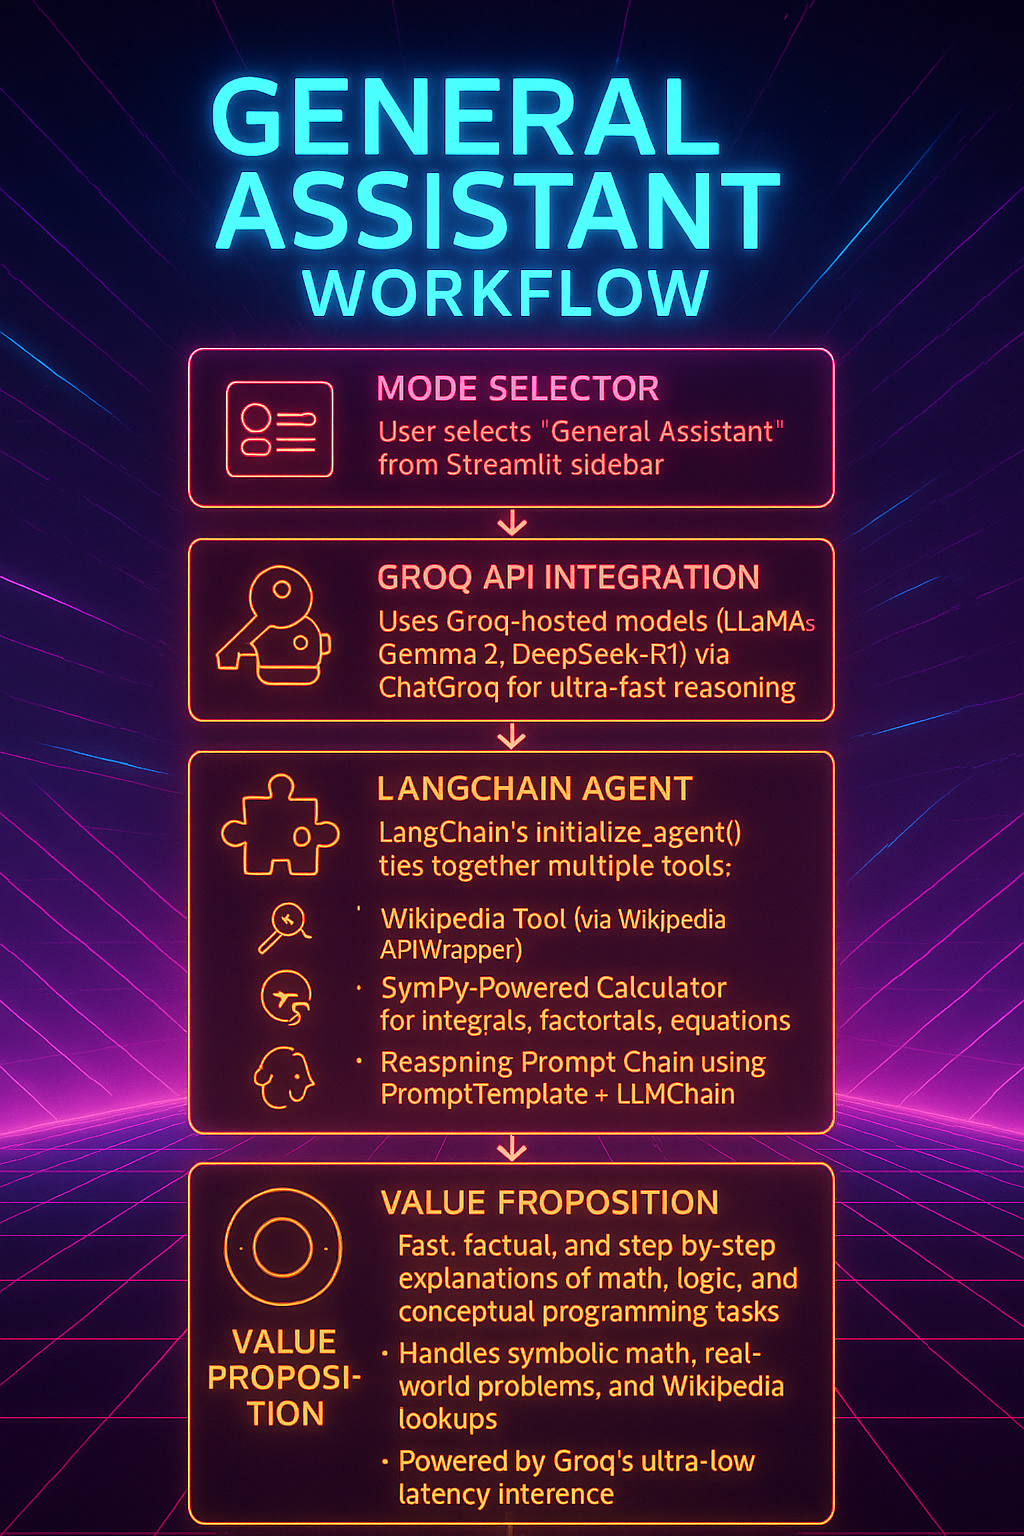 GENERAL
ASSISTANT
WORKFLOW
MODE SELECTOR
User selects "General Assistant"
from Streamlit sidebar
GROQ API INTEGRATION
Uses Groq-hosted models (LLaMAs
Gemma 2, DeepSeek-R1) via
ChatGroq for ultra-fast reasoning
LANGCHAIN AGENT
LangChain's initialize_agent()
ties together multiple tools:
· Wikipedia Tool (via Wikjpedia
APIWrapper)
· SymPy-Powered Calculator
for integrals, factortals, equations
· Reaspning Prompt Chain using
PromptTemplate + LLMChain
VALUE
PROPOSI-
TION
VALUE FROPOSITION
Fast. factual, and step by-step
explanations of math, logic, and
conceptual programming tasks
· Handles symbolic math, real-
world problems, and Wikipedia
lookups
· Powered by Groq's ultra-low
latency interence